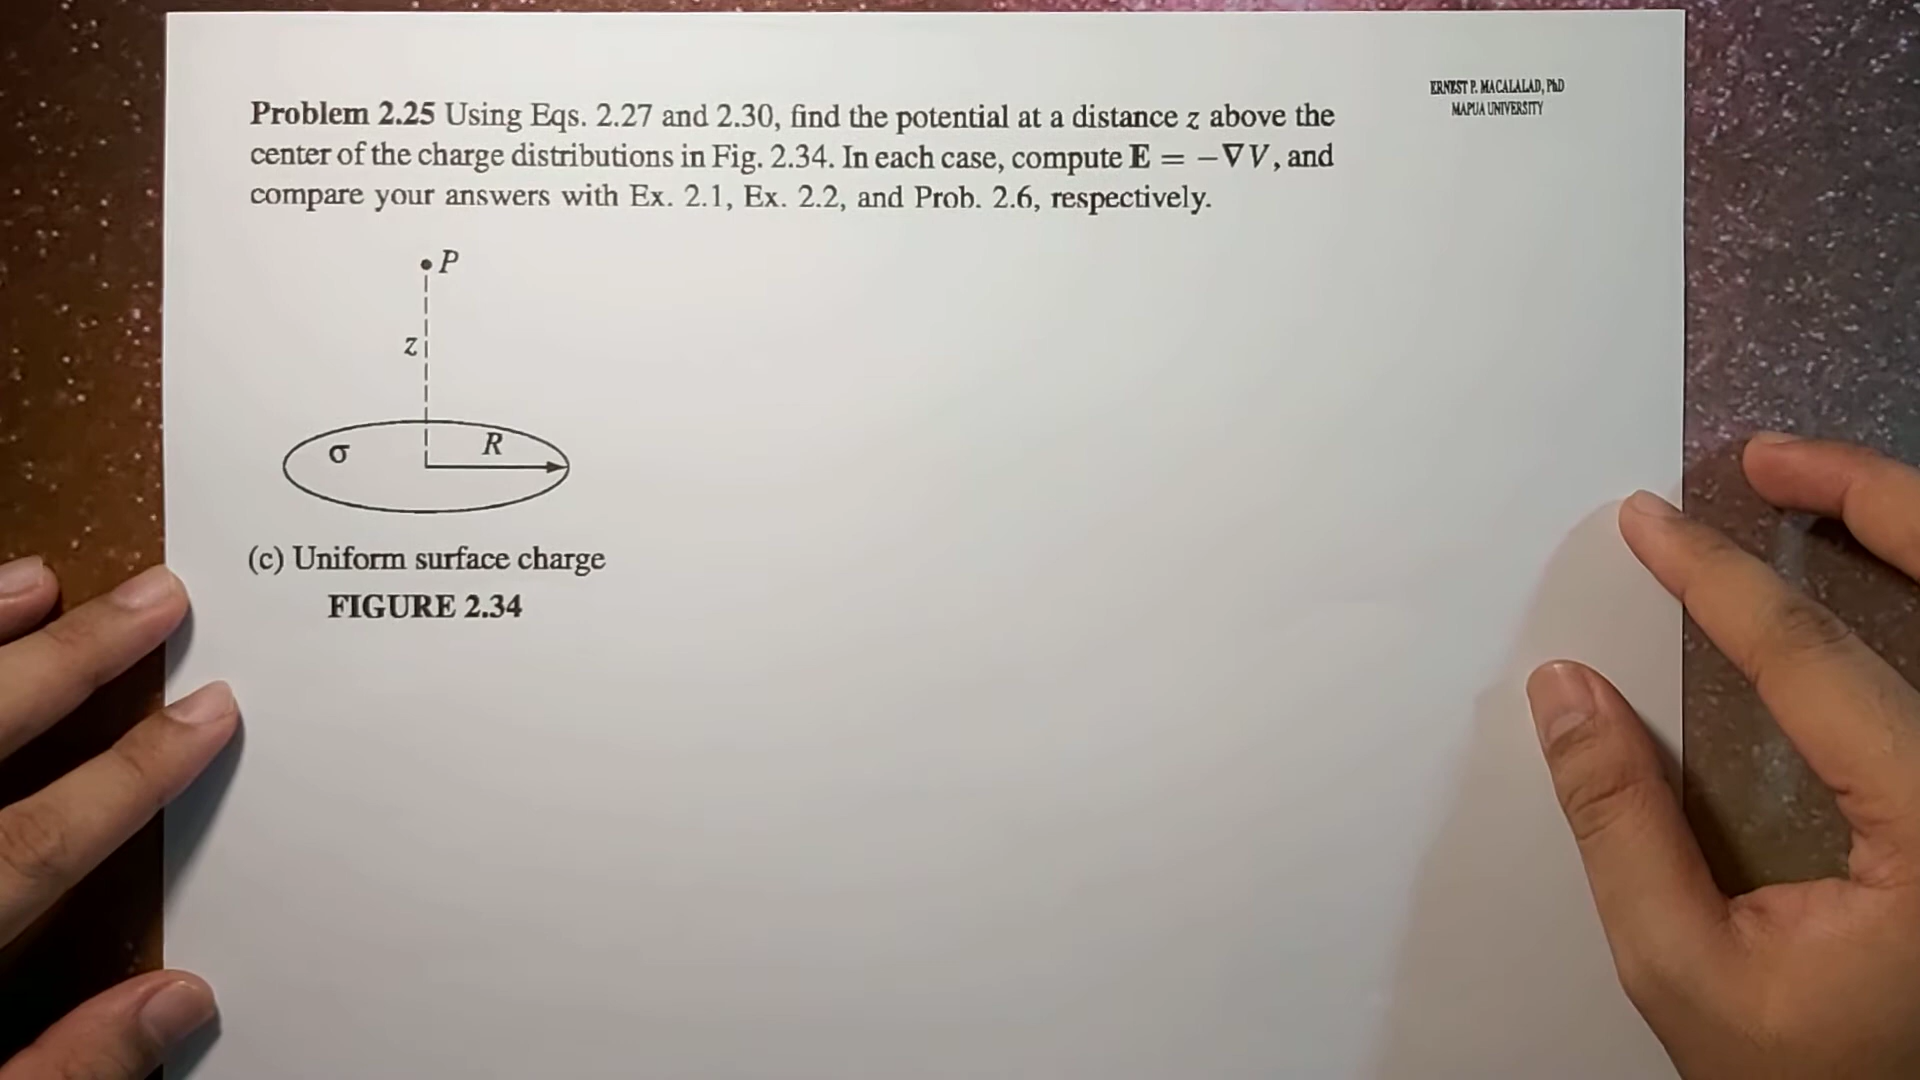 ERNEST P. MACALALAD, PhD
MAPUA UNIVERSITY
Problem 2.25 Using Eqs. 2.27 and 2.30, find the potential at a distance z above the
center of the charge distributions in Fig. 2.34. In each case, compute E = −∇V, and
compare your answers with Ex. 2.1, Ex. 2.2, and Prob. 2.6, respectively.
P
z
R
σ
(c) Uniform surface charge
FIGURE 2.34